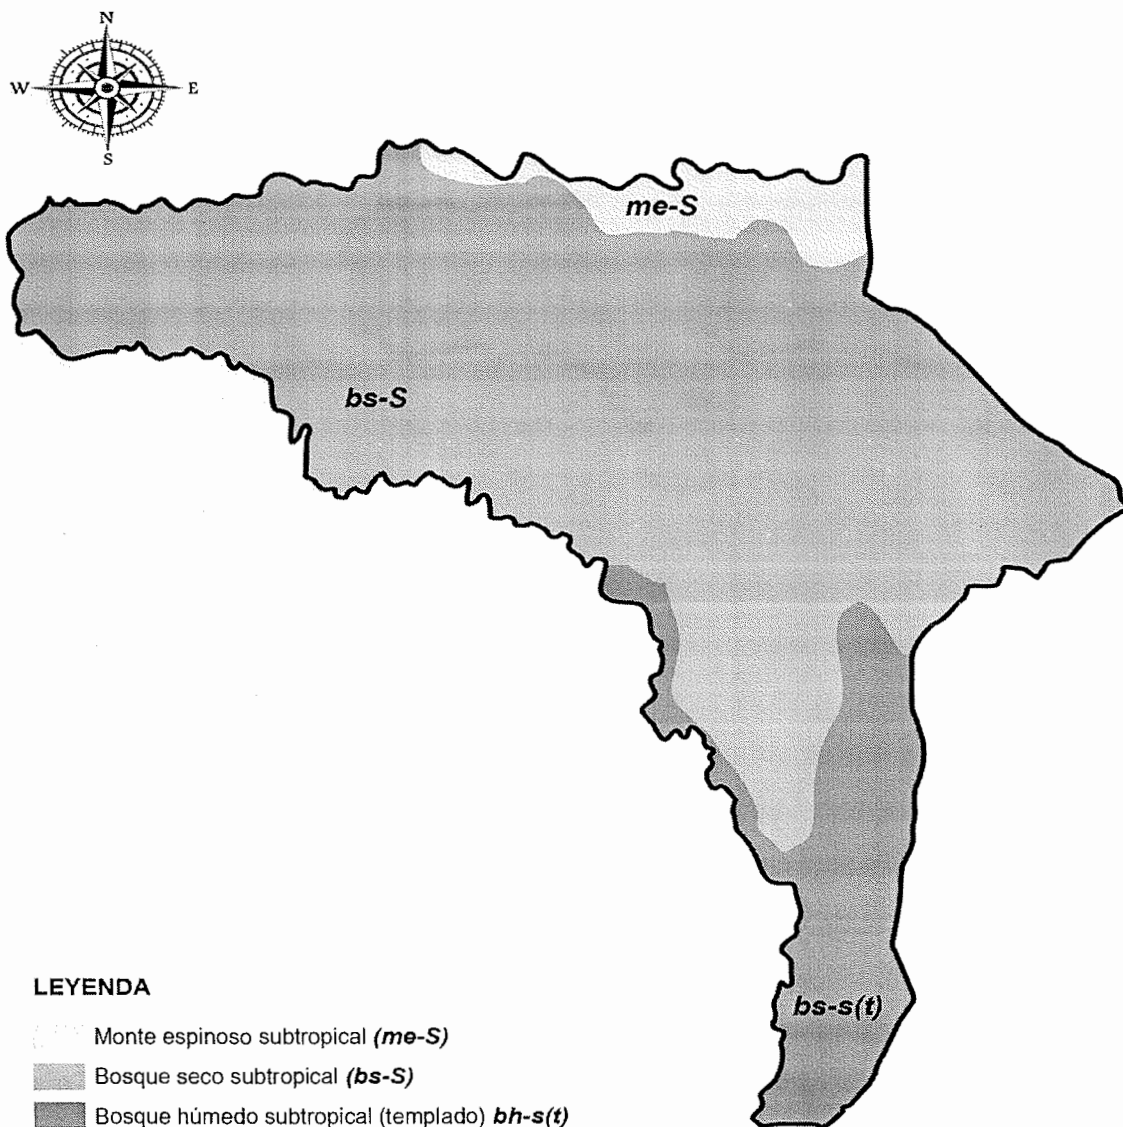 N
W E
S
me-S
bs-S
bs-s(t)
LEYENDA
Monte espinoso subtropical (me-S)
Bosque seco subtropical (bs-S)
Bosque húmedo subtropical (templado) bh-s(t)